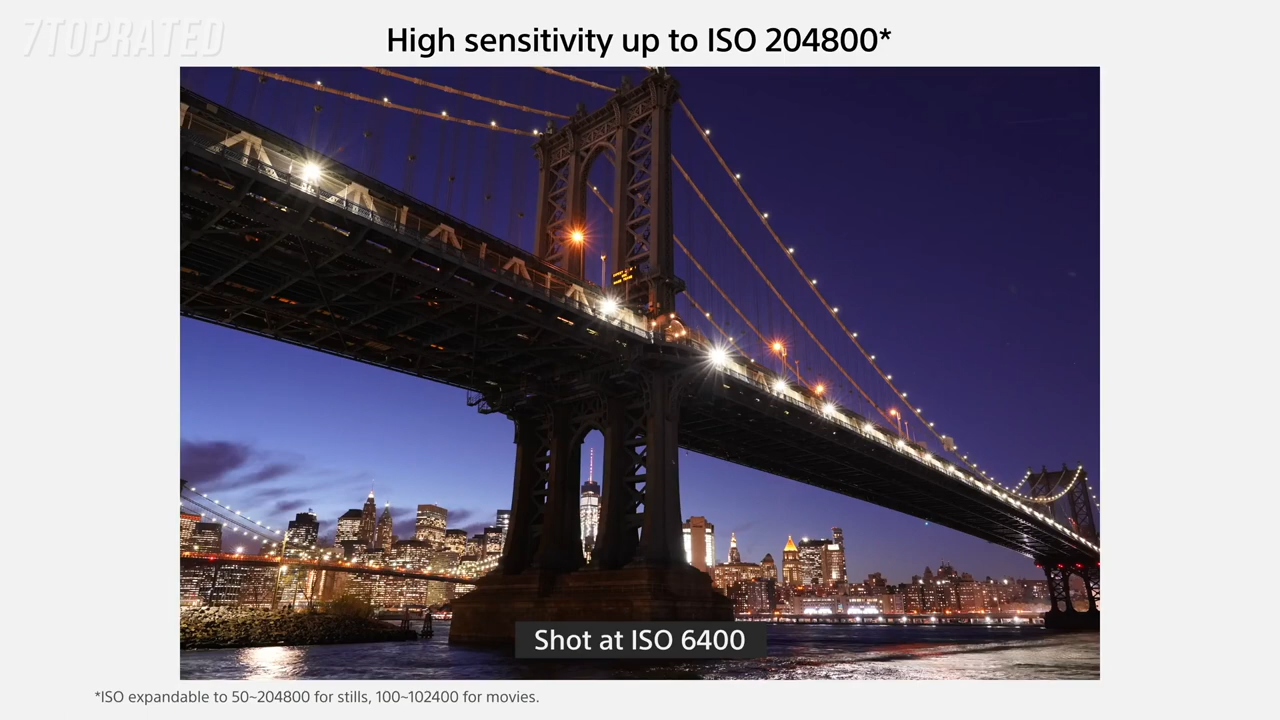 7TOPRATED
High sensitivity up to ISO 204800*
Shot at ISO 6400
*ISO expandable to 50~204800 for stills, 100~102400 for movies.